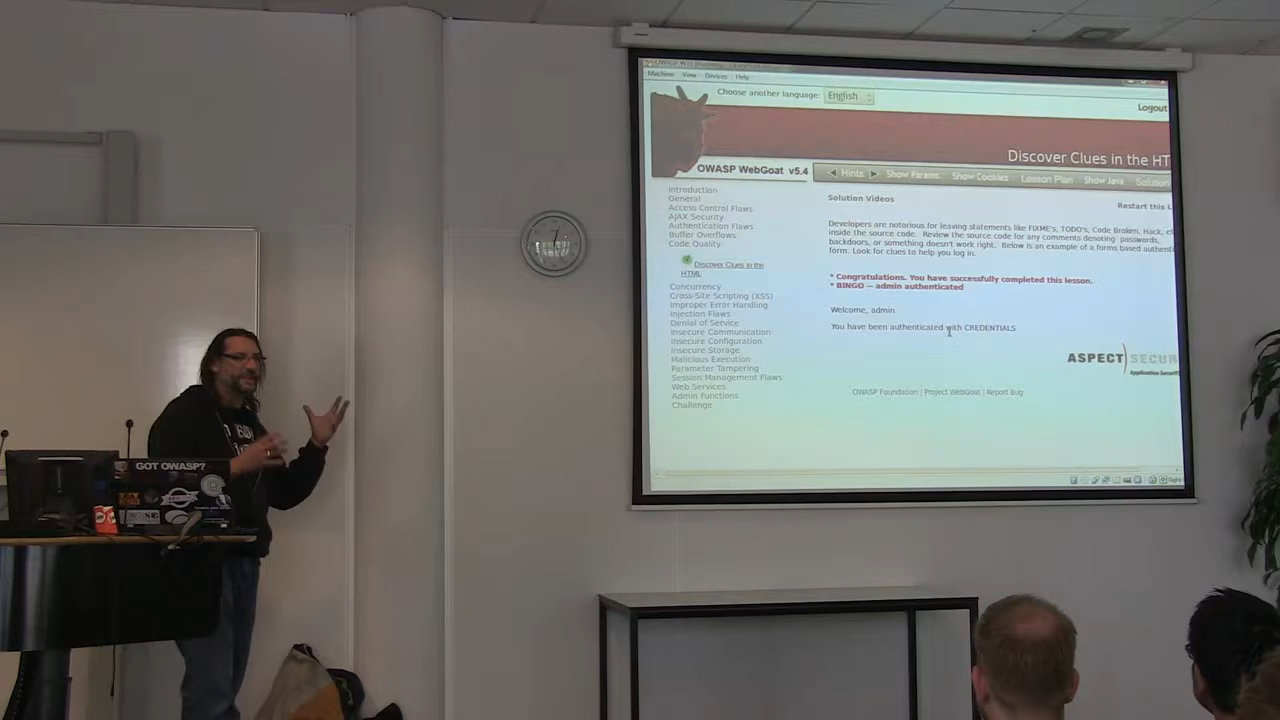 Machine View Devices Help
Choose another language: English
Logout
Discover Clues in the HT
OWASP WebGoat v5.4
Hints Show Params Show Cookies Lesson Plan Show Java Solution
Introduction
General
Access Control Flaws
AJAX Security
Authentication Flaws
Buffer Overflows
Code Quality
Discover Clues in the
HTML
Concurrency
Cross-Site Scripting (XSS)
Improper Error Handling
Injection Flaws
Denial of Service
Insecure Communication
Insecure Configuration
Insecure Storage
Malicious Execution
Parameter Tampering
Session Management Flaws
Web Services
Admin Functions
Challenge
Solution Videos
Restart this L
Developers are notorious for leaving statements like FIXME's, TODO's, Code Broken, Hack, e
inside the source code. Review the source code for any comments denoting passwords,
backdoors, or something doesn't work right. Below is an example of a forms based authent
form. Look for clues to help you log in.
* Congratulations. You have successfully completed this lesson.
* BINGO -- admin authenticated
Welcome, admin
You have been authenticated with CREDENTIALS
ASPECT SECUR
Application Securit
OWASP Foundation | Project WebGoat | Report Bug
GOT OWASP?